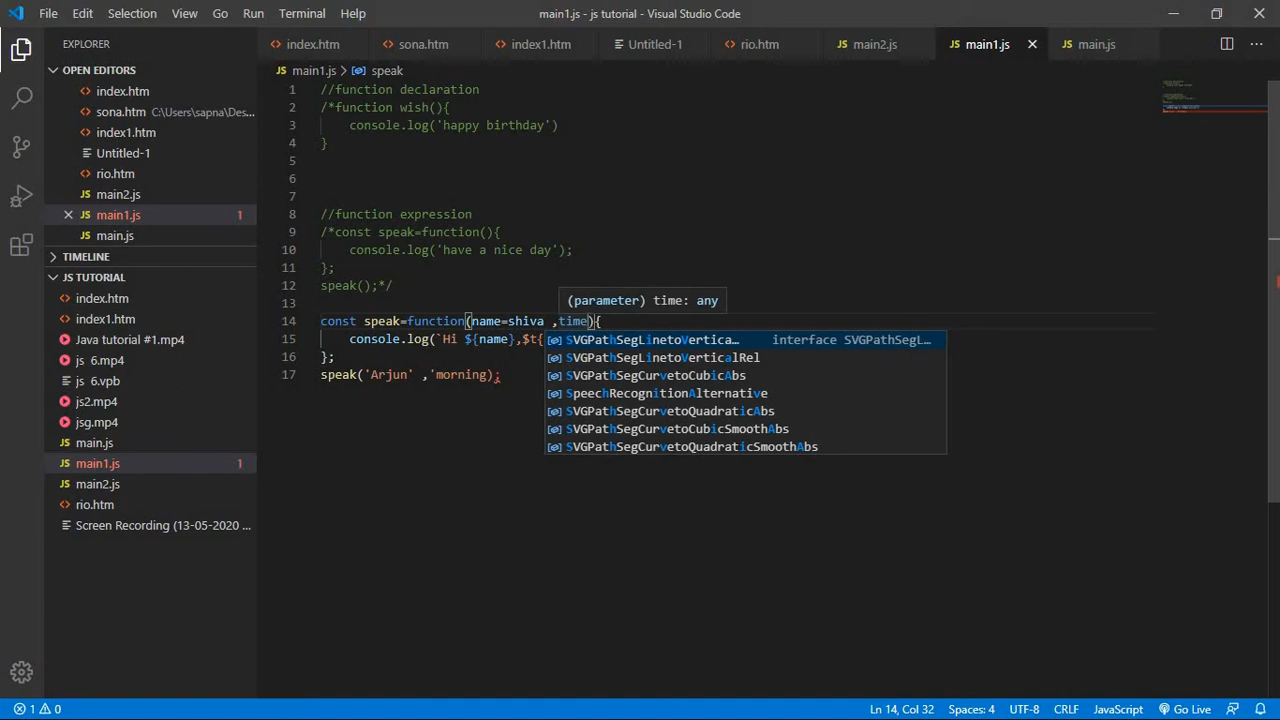 File Edit Selection View Go Run Terminal Help main1.js - js tutorial - Visual Studio Code
EXPLORER
OPEN EDITORS
index.htm
sona.htm C:\Users\sapna\Des...
index1.htm
Untitled-1
rio.htm
main2.js
main1.js 1
main.js
TIMELINE
JS TUTORIAL
index.htm
index1.htm
Java tutorial #1.mp4
js 6.mp4
js 6.vpb
js2.mp4
jsg.mp4
main.js
main1.js 1
main2.js
rio.htm
Screen Recording (13-05-2020 ...
index.htm sona.htm index1.htm Untitled-1 rio.htm main2.js main1.js main.js
main1.js > speak
1 //function declaration
2 /*function wish(){
3 console.log('happy birthday')
4 }
5
6
7
8 //function expression
9 /*const speak=function(){
10 console.log('have a nice day');
11 };
12 speak();*/
13
(parameter) time: any
14 const speak=function(name=shiva ,time){
15 console.log(`Hi ${name},$t{
16 };
17 speak('Arjun' ,'morning);
SVGPathSegLinetoVertica... interface SVGPathSegL...
SVGPathSegLinetoVerticalRel
SVGPathSegCurvetoCubicAbs
SpeechRecognitionAlternative
SVGPathSegCurvetoQuadraticAbs
SVGPathSegCurvetoCubicSmoothAbs
SVGPathSegCurvetoQuadraticSmoothAbs
1 0 Ln 14, Col 32 Spaces: 4 UTF-8 CRLF JavaScript Go Live